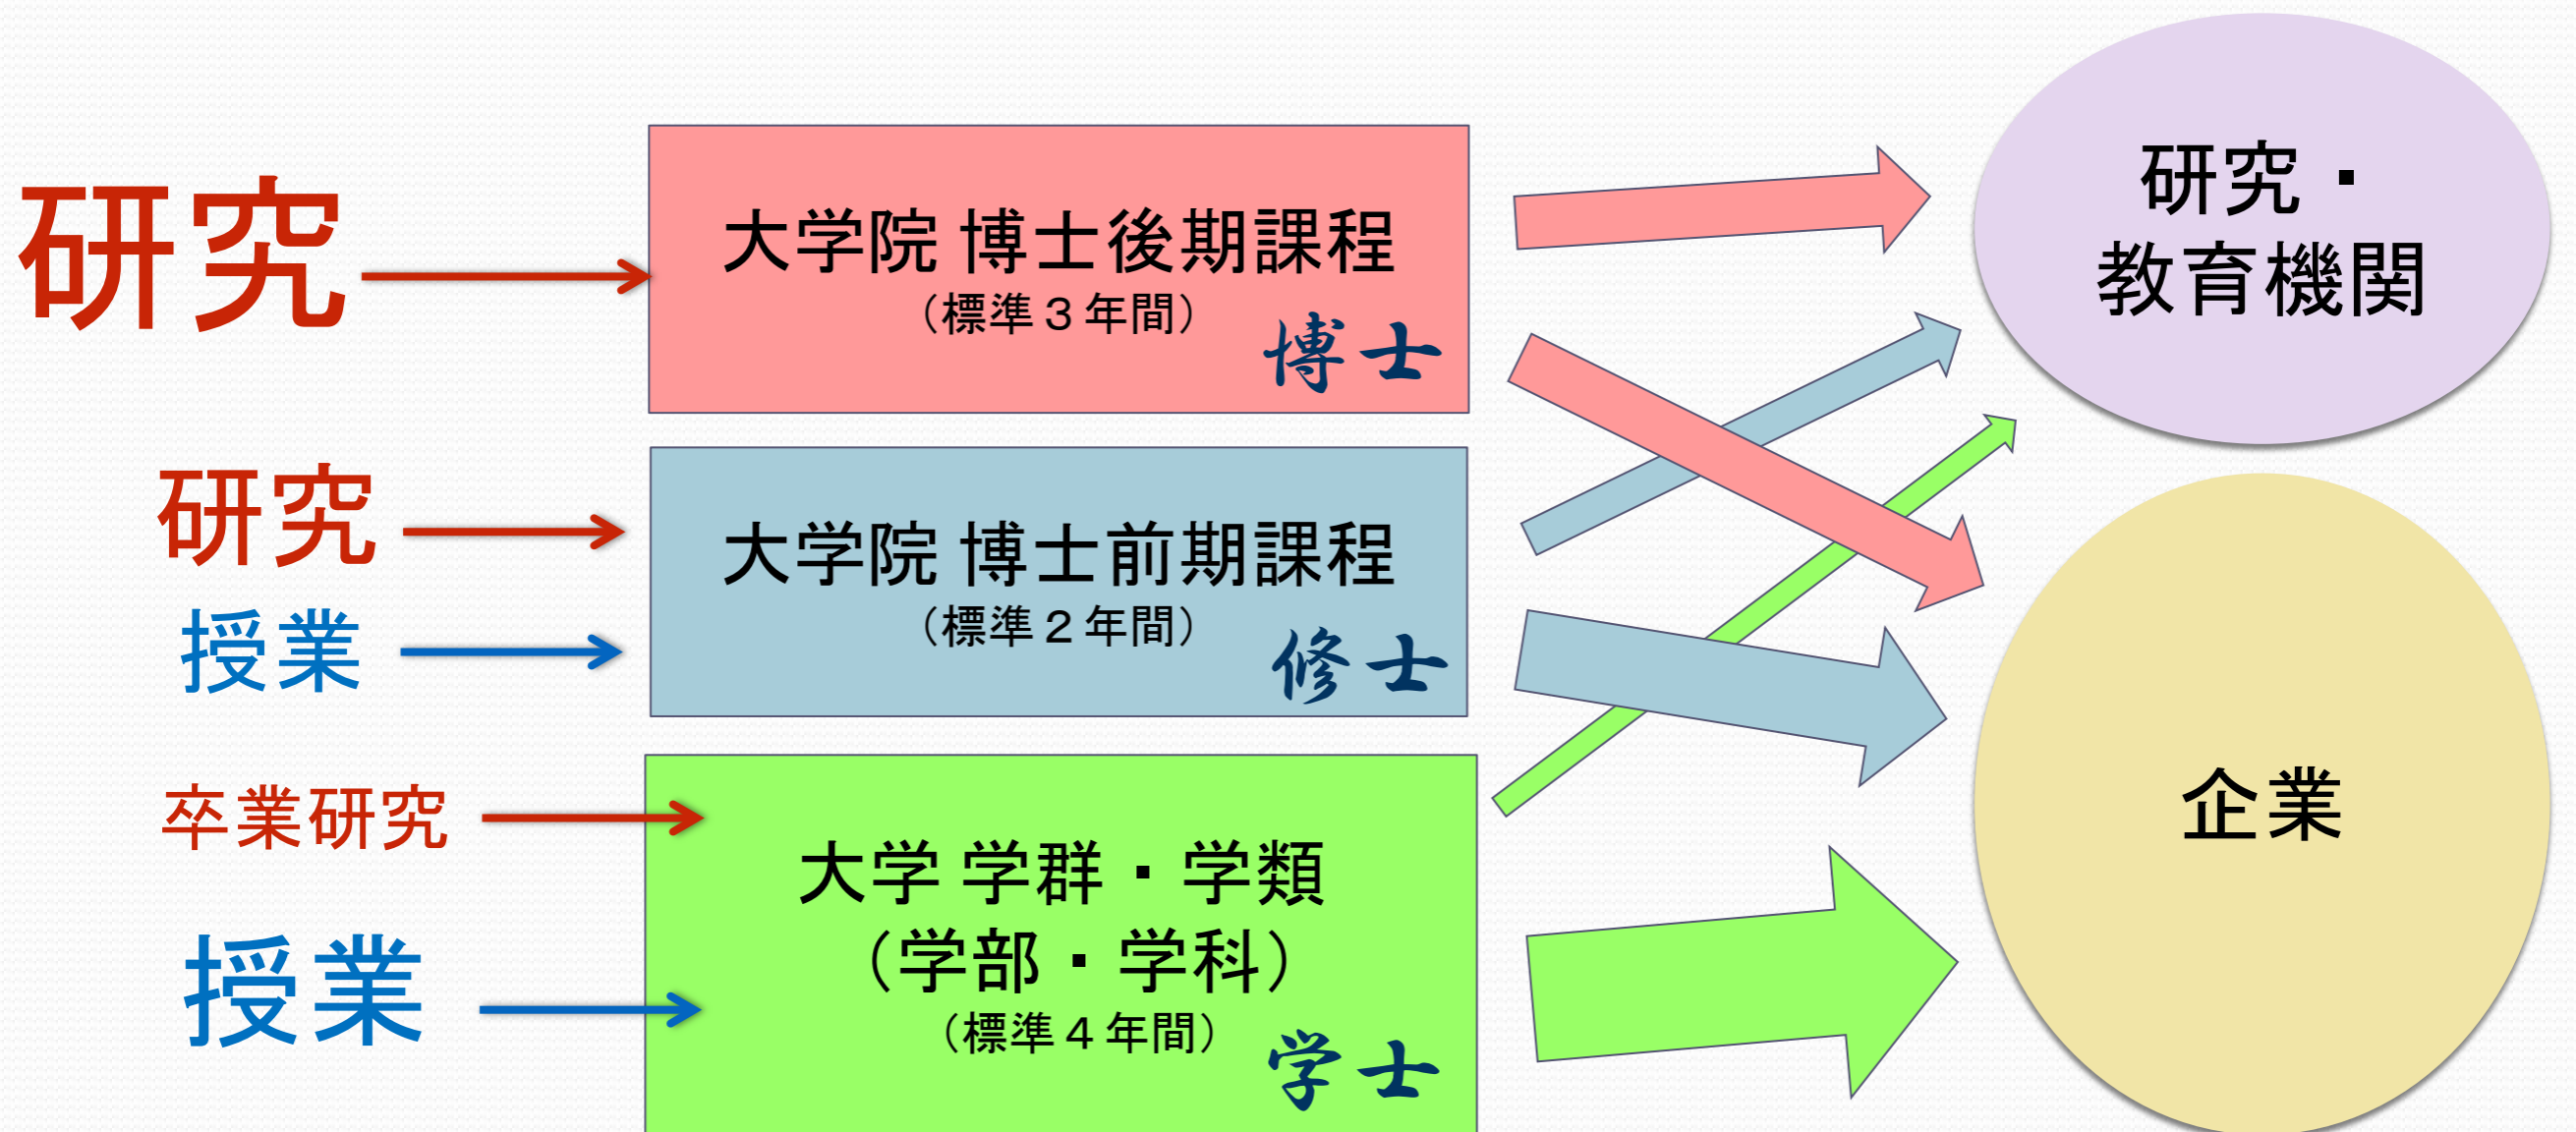 研究
大学院 博士後期課程
（標準３年間）
博士
研究
授業
大学院 博士前期課程
（標準２年間）
修士
卒業研究
授業
大学 学群・学類
（学部・学科）
（標準４年間）
学士
研究・
教育機関
企業